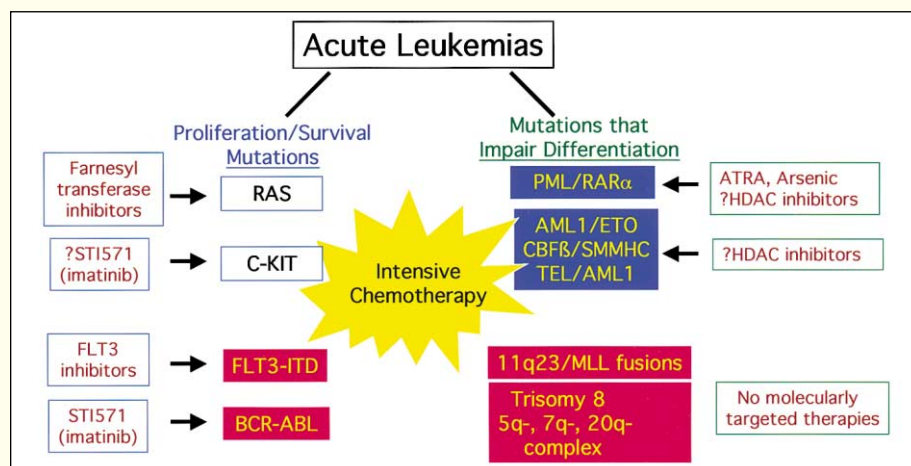 Acute Leukemias
Proliferation/Survival
Mutations
Mutations that
Impair Differentiation
Farnesyl
transferase
inhibitors
RAS
PML/RARα
ATRA, Arsenic
?HDAC inhibitors
?STI571
(imatinib)
C-KIT
Intensive
Chemotherapy
AML1/ETO
CBFß/SMMHC
TEL/AML1
?HDAC inhibitors
FLT3
inhibitors
FLT3-ITD
11q23/MLL fusions
STI571
(imatinib)
BCR-ABL
Trisomy 8
5q-, 7q-, 20q-
complex
No molecularly
targeted therapies